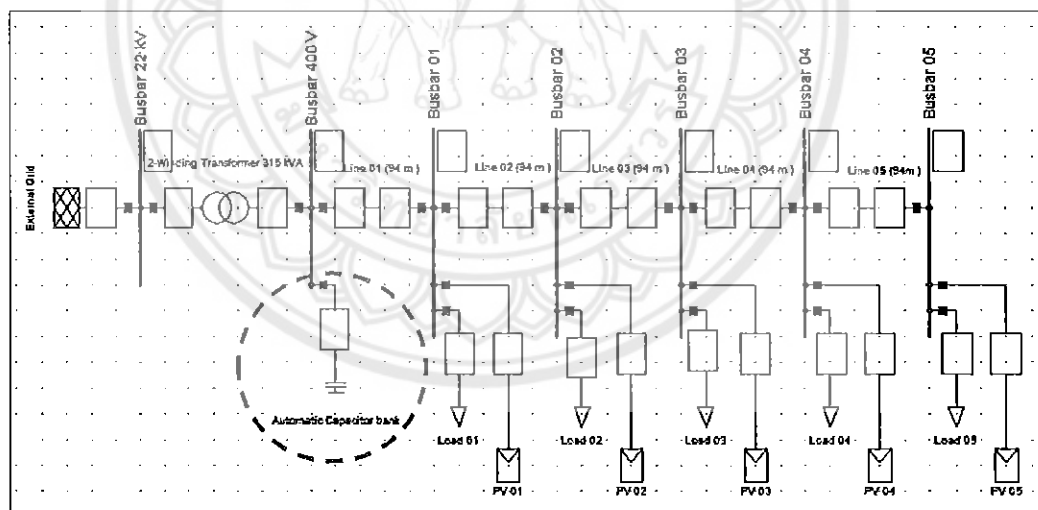 Busbar 22 kV
Busbar 400 V
Busbar 01
Busbar 02
Busbar 03
Busbar 04
Busbar 05
2-Winding Transformer 315 kVA
Line 01 (94 m)
Line 02 (94 m)
Line 03 (94 m)
Line 04 (94 m)
Line 05 (94m)
External Grid
Automatic Capacitor bank
Load 01
Load 02
Load 03
Load 04
Load 05
PV 01
PV 02
PV 03
PV 04
PV 05